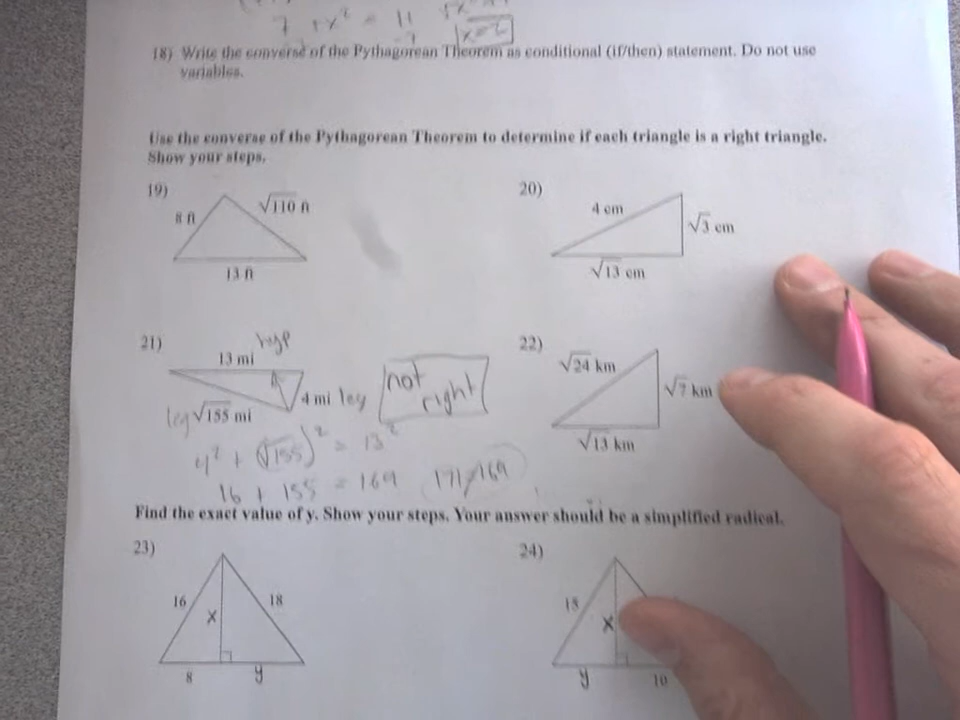 7 + x² = 11
18) Write the converse of the Pythagorean Theorem as conditional (if/then) statement. Do not use
variables.
Use the converse of the Pythagorean Theorem to determine if each triangle is a right triangle.
Show your steps.
19)
8 ft √110 ft
13 ft
20)
4 cm √3 cm
√13 cm
21)
hyp
13 mi
4 mi leg
leg √155 mi
not
right
4² + (√155)² = 13²
16 + 155 = 169 171≠169
22)
√24 km √7 km
√13 km
Find the exact value of y. Show your steps. Your answer should be a simplified radical.
23)
16 x 18
8 y
24)
x
y 10